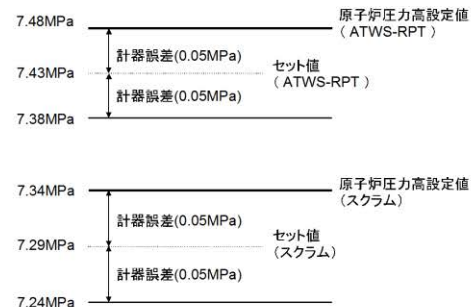 7.48MPa
原子炉圧力高設定値
（ ATWS-RPT ）
計器誤差(0.05MPa)
7.43MPa
セット値
（ ATWS-RPT ）
計器誤差(0.05MPa)
7.38MPa
7.34MPa
原子炉圧力高設定値
（スクラム）
計器誤差(0.05MPa)
7.29MPa
セット値
（スクラム）
計器誤差(0.05MPa)
7.24MPa